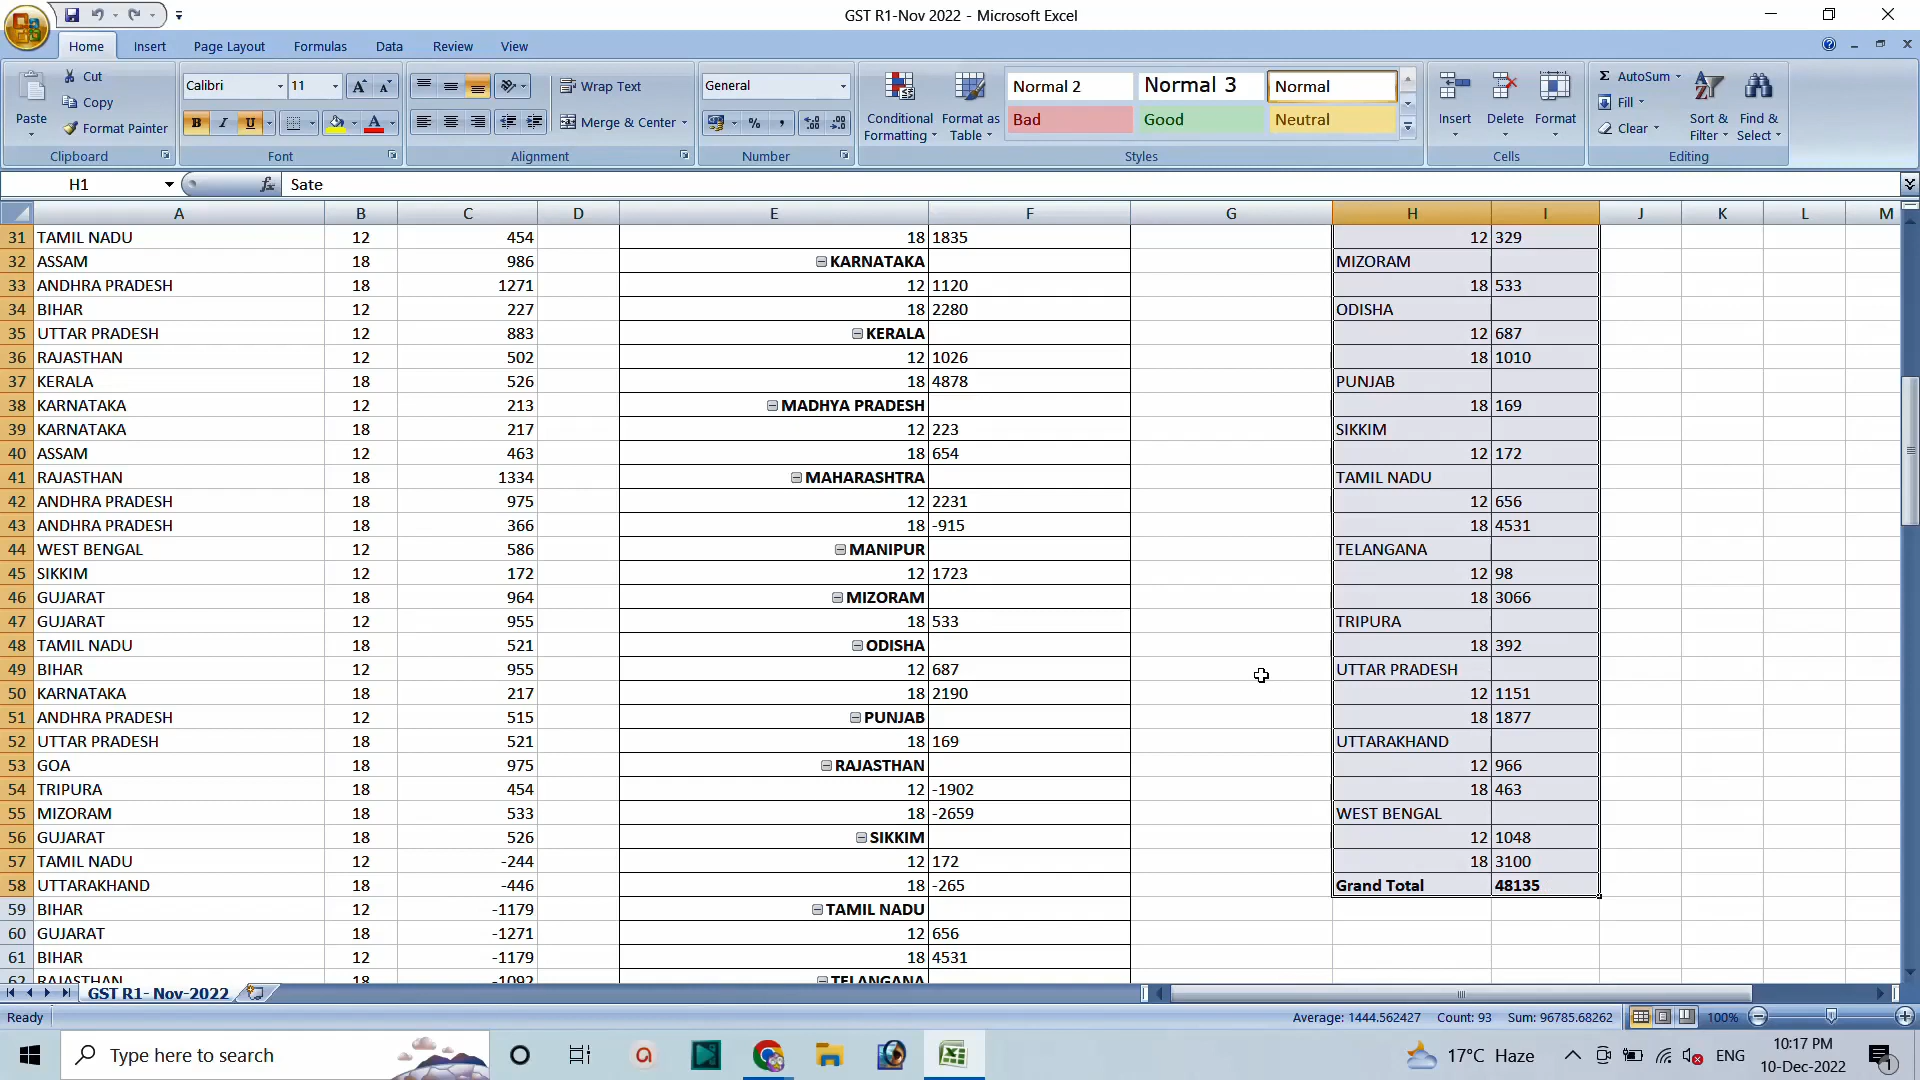 GST R1-Nov 2022 - Microsoft Excel
Home Insert Page Layout Formulas Data Review View
Paste Cut Copy Format Painter Clipboard
Calibri 11 A A B I U A Font
Wrap Text Merge & Center Alignment
General % , Number
Conditional Formatting Format as Table Normal 2 Normal 3 Normal Bad Good Neutral Styles
Insert Delete Format Cells
Σ AutoSum Fill Clear Sort & Filter Find & Select Editing
H1 fx Sate
A B C D E F G H I J K L M
31 TAMIL NADU 12 454 18 1835 12 329
32 ASSAM 18 986 KARNATAKA MIZORAM
33 ANDHRA PRADESH 18 1271 12 1120 18 533
34 BIHAR 12 227 18 2280 ODISHA
35 UTTAR PRADESH 12 883 KERALA 12 687
36 RAJASTHAN 12 502 12 1026 18 1010
37 KERALA 18 526 18 4878 PUNJAB
38 KARNATAKA 12 213 MADHYA PRADESH 18 169
39 KARNATAKA 18 217 12 223 SIKKIM
40 ASSAM 18 463 18 654 12 172
41 RAJASTHAN 18 1334 MAHARASHTRA TAMIL NADU
42 ANDHRA PRADESH 18 975 12 2231 12 656
43 ANDHRA PRADESH 18 366 18 -915 18 4531
44 WEST BENGAL 12 586 MANIPUR TELANGANA
45 SIKKIM 12 172 12 1723 12 98
46 GUJARAT 18 964 MIZORAM 18 3066
47 GUJARAT 12 955 18 533 TRIPURA
48 TAMIL NADU 18 521 ODISHA 18 392
49 BIHAR 12 955 12 687 UTTAR PRADESH
50 KARNATAKA 18 217 18 2190 12 1151
51 ANDHRA PRADESH 12 515 PUNJAB 18 1877
52 UTTAR PRADESH 18 521 18 169 UTTARAKHAND
53 GOA 18 975 RAJASTHAN 12 966
54 TRIPURA 18 454 12 -1902 18 463
55 MIZORAM 18 533 18 -2659 WEST BENGAL
56 GUJARAT 18 526 SIKKIM 12 1048
57 TAMIL NADU 12 -244 12 172 18 3100
58 UTTARAKHAND 18 -446 18 -265 Grand Total 48135
59 BIHAR 12 -1179 TAMIL NADU
60 GUJARAT 18 -1271 12 656
61 BIHAR 12 -1179 18 4531
62 RAJASTHAN 18 -1092 TELANGANA
GST R1- Nov-2022
Ready Average: 1444.562427 Count: 93 Sum: 96785.68262 100%
Type here to search 17°C Haze ENG 10:17 PM
10-Dec-2022 1